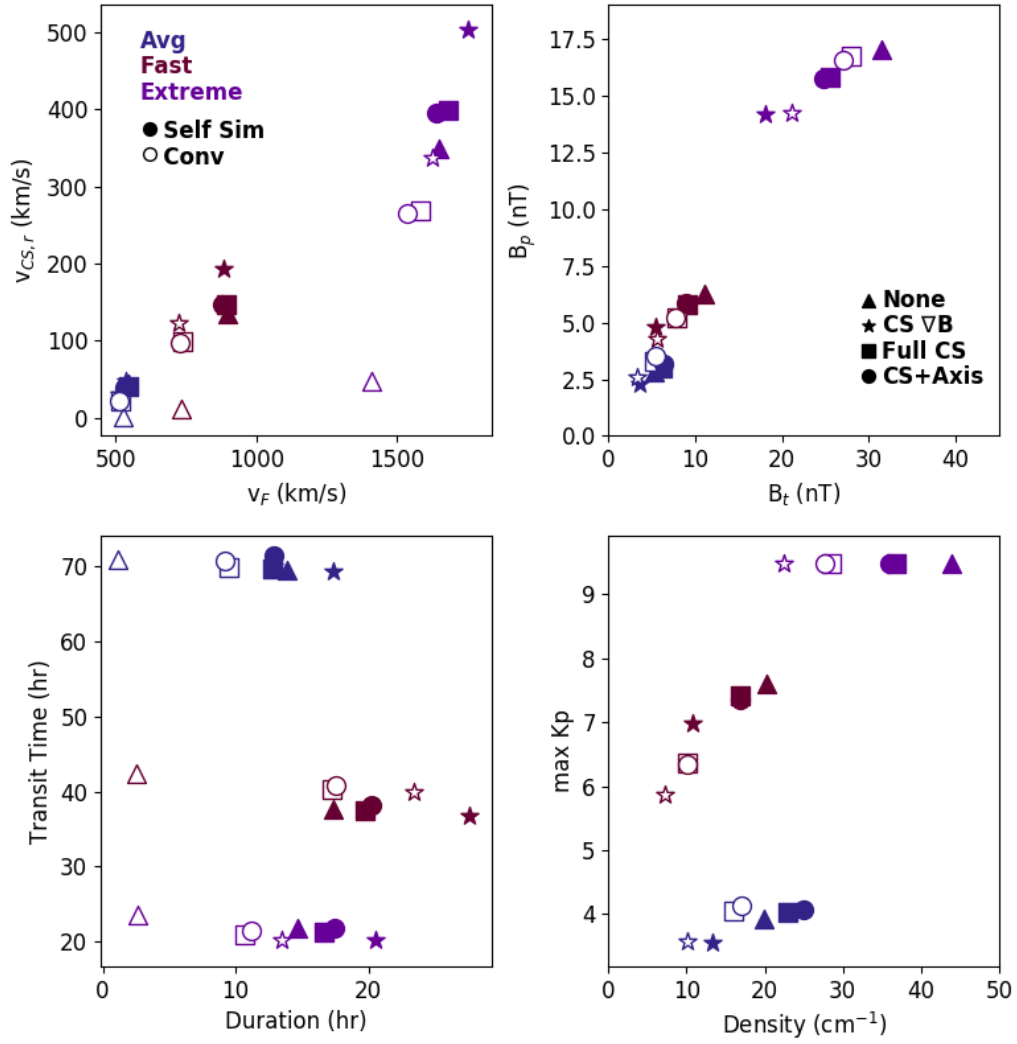 500
400
300
200
100
0
v_CS,r (km/s)
Avg
Fast
Extreme
Self Sim
Conv
500
1000
1500
v_F (km/s)
17.5
15.0
12.5
10.0
7.5
5.0
2.5
0.0
B_p (nT)
None
CS ∇B
Full CS
CS+Axis
0
10
20
30
40
B_t (nT)
70
60
50
40
30
20
Transit Time (hr)
0
10
20
Duration (hr)
9
8
7
6
5
4
max Kp
0
10
20
30
40
50
Density (cm⁻¹)